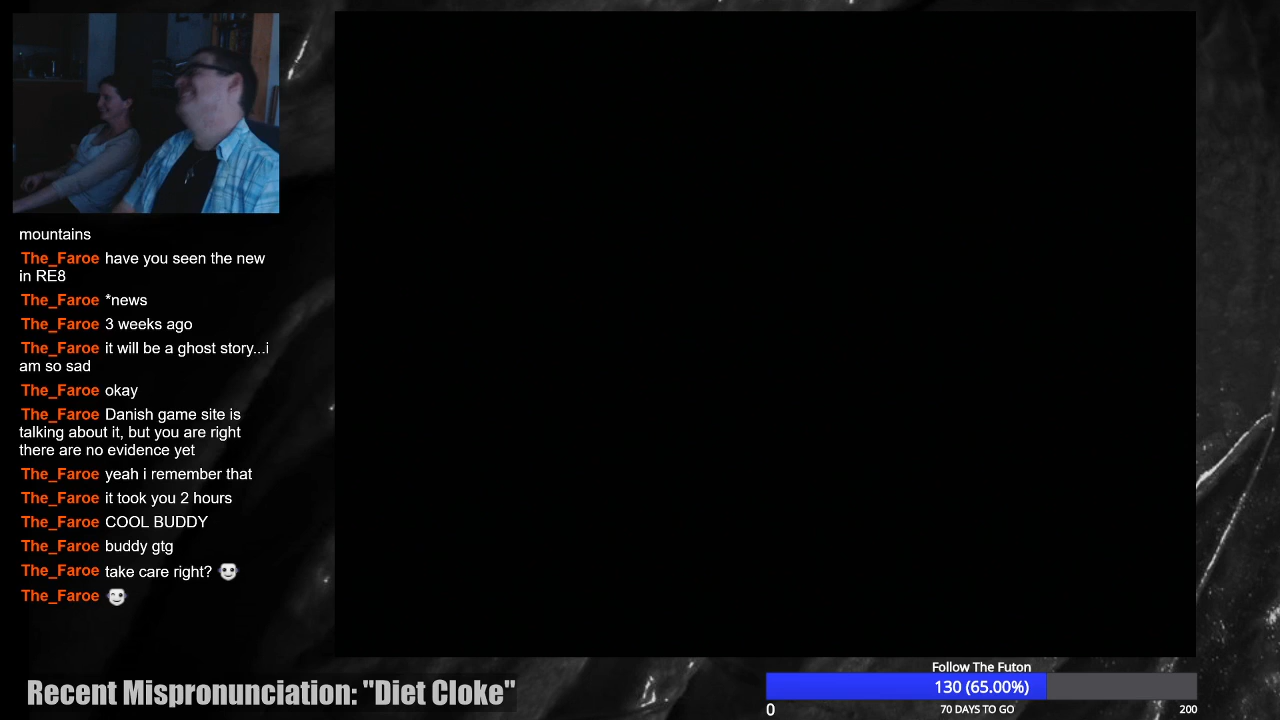 mountains
The_Faroe have you seen the new
in RE8
The_Faroe *news
The_Faroe 3 weeks ago
The_Faroe it will be a ghost story...i
am so sad
The_Faroe okay
The_Faroe Danish game site is
talking about it, but you are right
there are no evidence yet
The_Faroe yeah i remember that
The_Faroe it took you 2 hours
The_Faroe COOL BUDDY
The_Faroe buddy gtg
The_Faroe take care right?
The_Faroe
Recent Mispronunciation: "Diet Cloke"
Follow The Futon
130 (65.00%)
0 70 DAYS TO GO 200